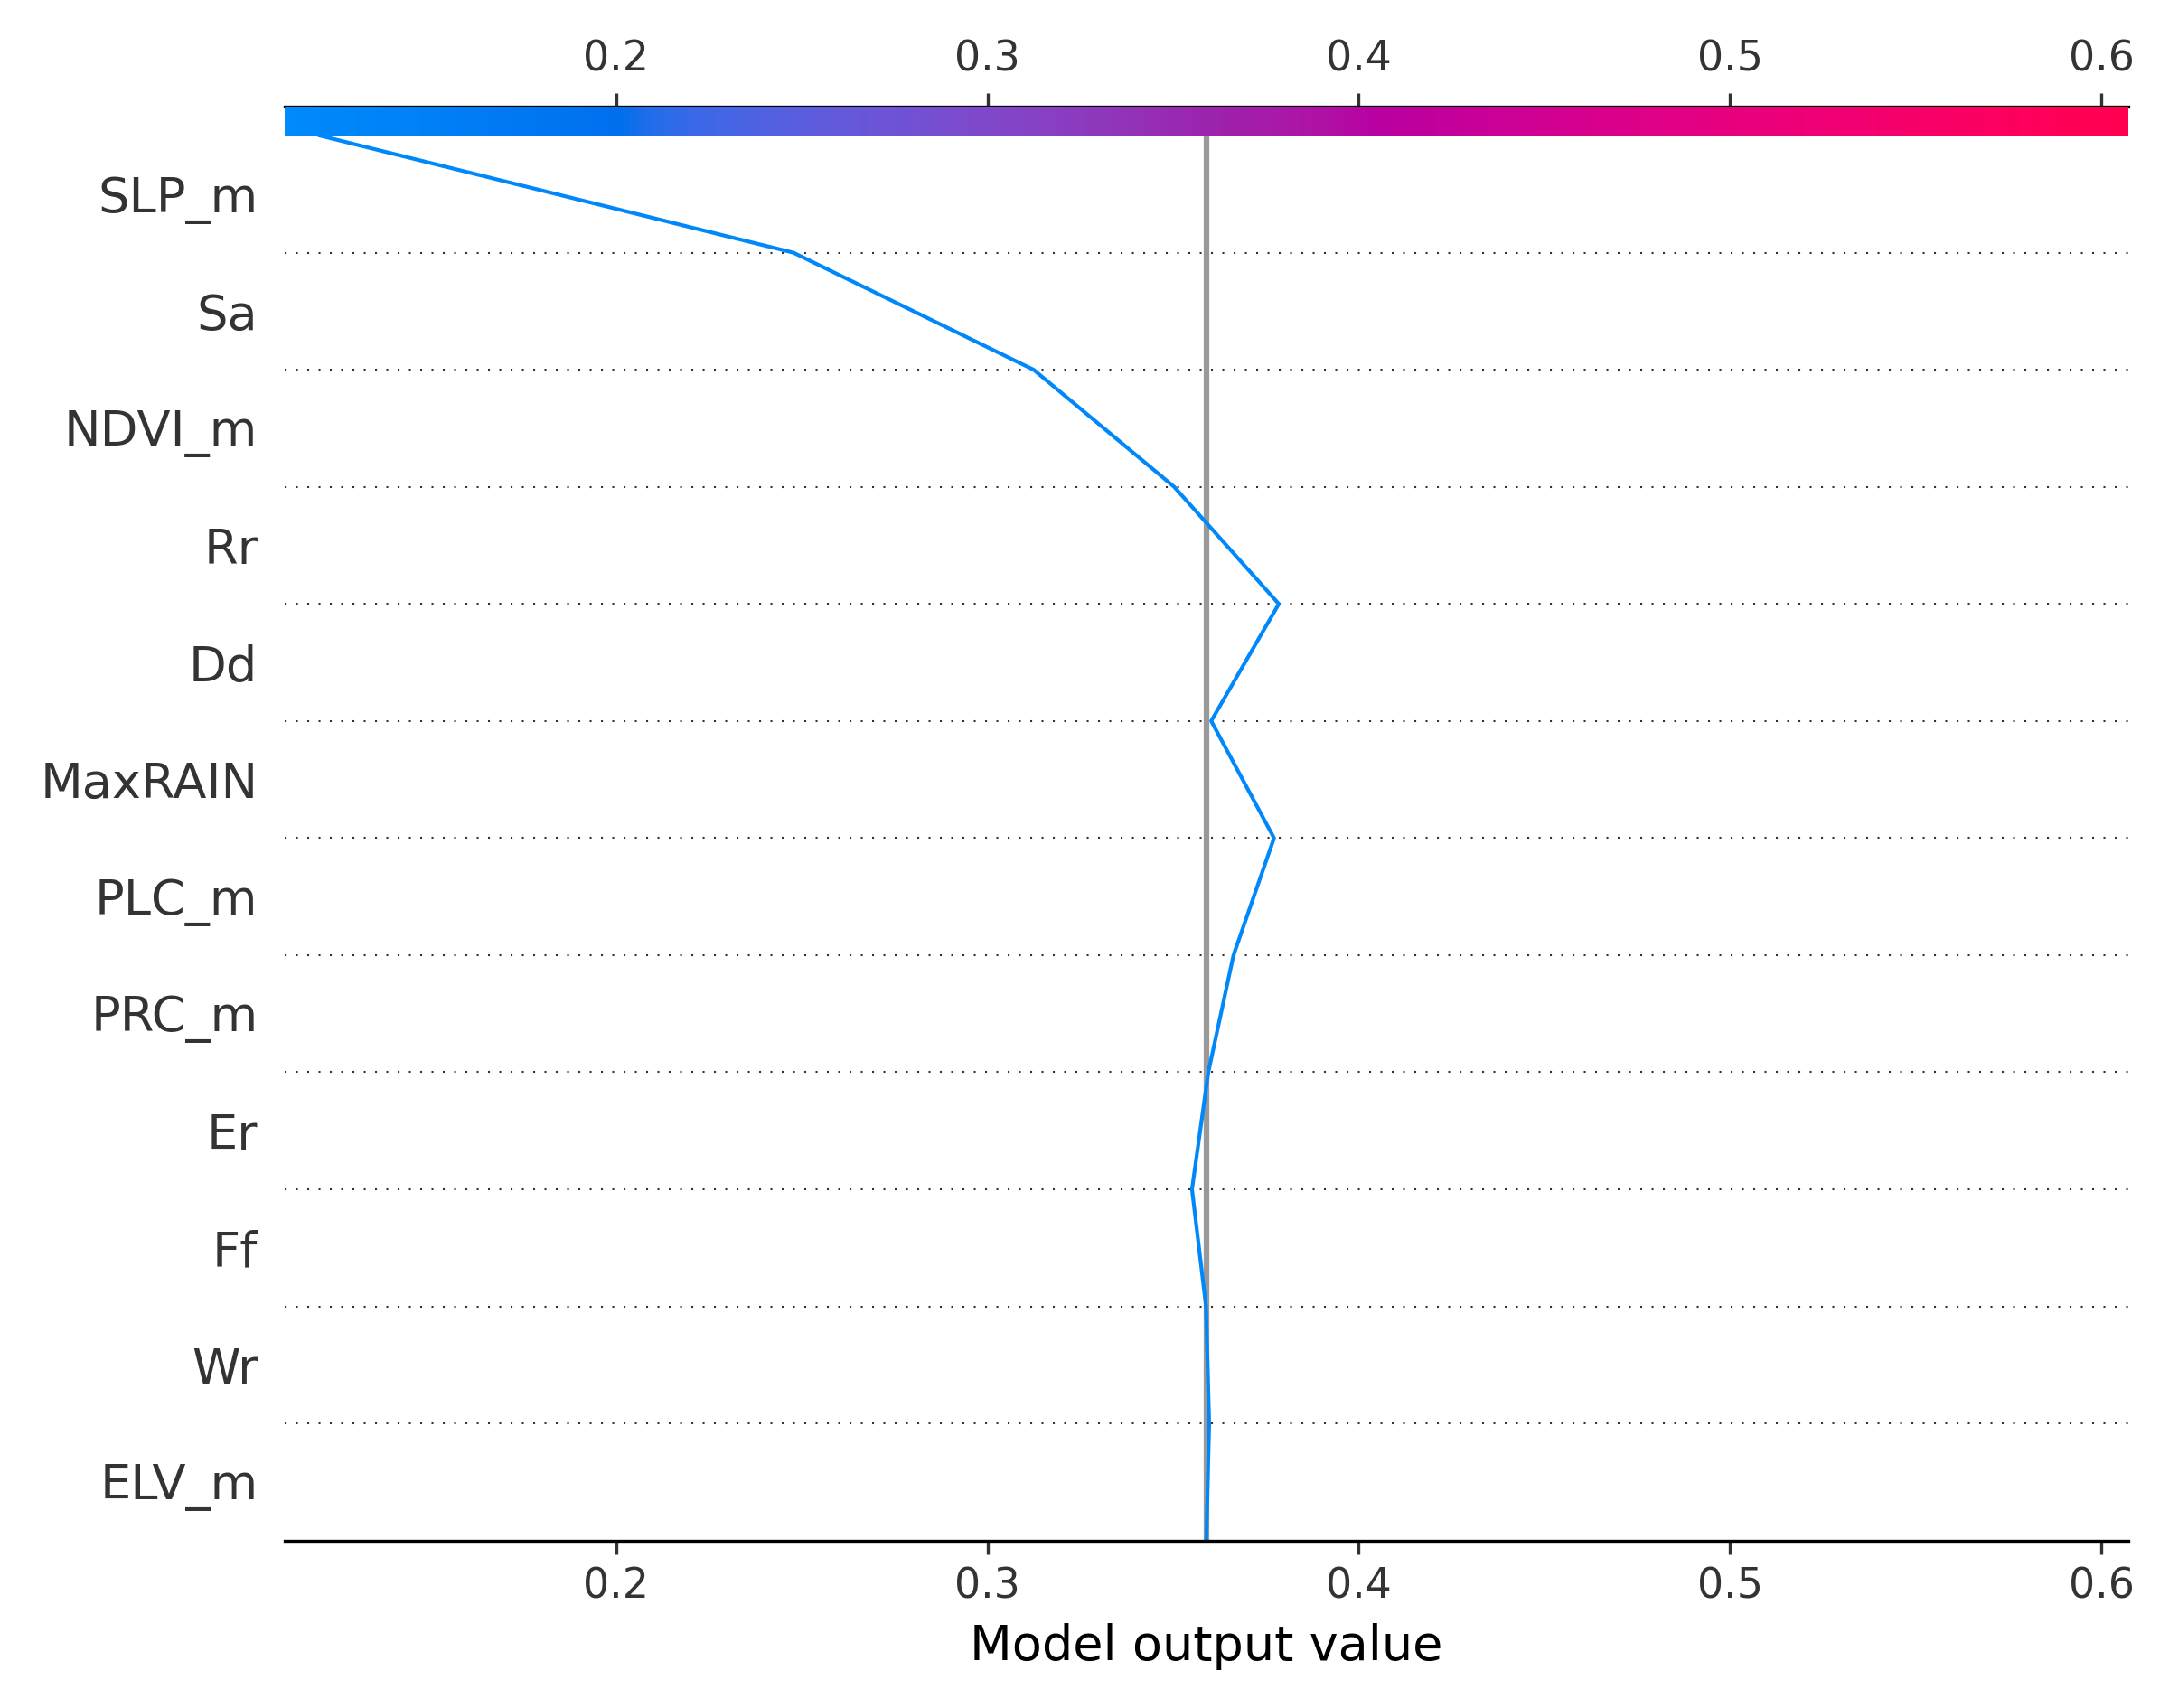 0.2 0.3 0.4 0.5 0.6
SLP_m
Sa
NDVI_m
Rr
Dd
MaxRAIN
PLC_m
PRC_m
Er
Ff
Wr
ELV_m
0.2 0.3 0.4 0.5 0.6
Model output value